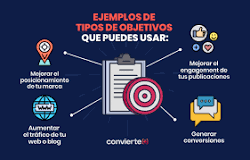 EJEMPLOS DE
TIPOS DE OBJETIVOS
QUE PUEDES USAR:
Mejorar el
posicionamiento
de tu marca
Mejorar el
engagement de
tus publicaciones
Aumentar
el tráfico de tu
web o blog
Generar
conversiones
convierte